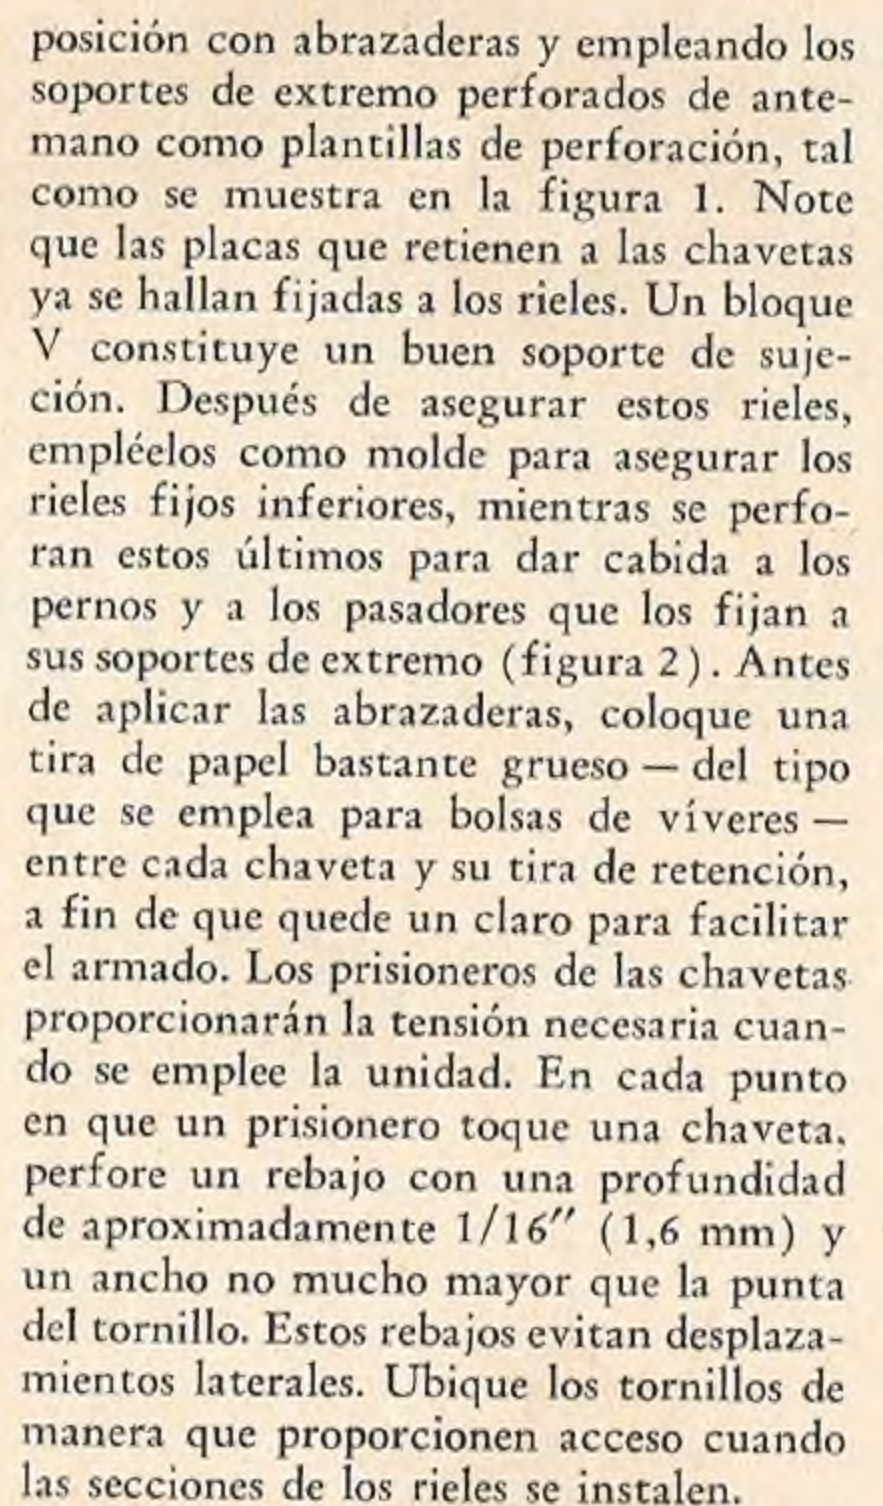 posición con abrazaderas y empleando los
soportes de extremo perforados de ante-
mano como plantillas de perforación, tal
como se muestra en la figura 1. Note
que las placas que retienen a las chavetas
ya se hallan fijadas a los rieles. Un bloque
V constituye un buen soporte de suje-
ción. Después de asegurar estos rieles,
empléelos como molde para asegurar los
rieles fijos inferiores, mientras se perfo-
ran estos últimos para dar cabida a los
pernos y a los pasadores que los fijan a
sus soportes de extremo (figura 2). Antes
de aplicar las abrazaderas, coloque una
tira de papel bastante grueso — del tipo
que se emplea para bolsas de víveres —
entre cada chaveta y su tira de retención,
a fin de que quede un claro para facilitar
el armado. Los prisioneros de las chavetas
proporcionarán la tensión necesaria cuan-
do se emplee la unidad. En cada punto
en que un prisionero toque una chaveta,
perfore un rebajo con una profundidad
de aproximadamente 1/16″ (1,6 mm) y
un ancho no mucho mayor que la punta
del tornillo. Estos rebajos evitan desplaza-
mientos laterales. Ubique los tornillos de
manera que proporcionen acceso cuando
las secciones de los rieles se instalen.